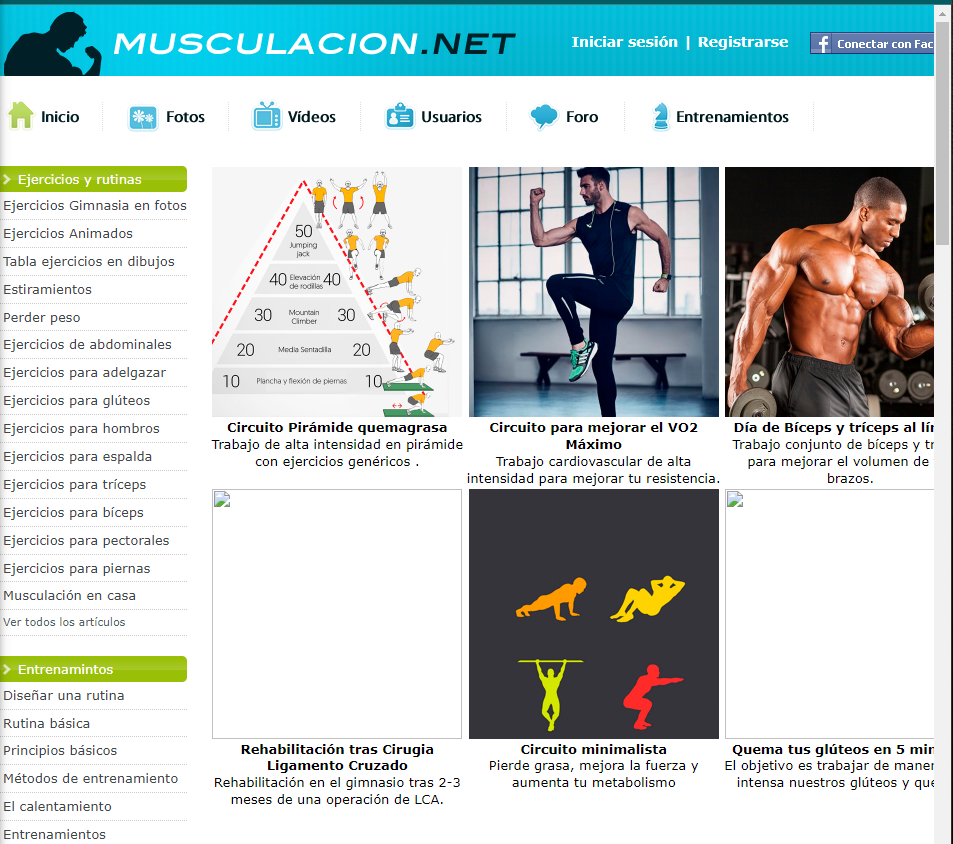 MUSCULACION.NET
Iniciar sesión | Registrarse
Conectar con Fac
Inicio
Fotos
Vídeos
Usuarios
Foro
Entrenamientos
Ejercicios y rutinas
Ejercicios Gimnasia en fotos
Ejercicios Animados
Tabla ejercicios en dibujos
Estiramientos
Perder peso
Ejercicios de abdominales
Ejercicios para adelgazar
Ejercicios para glúteos
Ejercicios para hombros
Ejercicios para espalda
Ejercicios para tríceps
Ejercicios para bíceps
Ejercicios para pectorales
Ejercicios para piernas
Musculación en casa
Ver todos los artículos
Entrenamintos
Diseñar una rutina
Rutina básica
Principios básicos
Métodos de entrenamiento
El calentamiento
Entrenamientos
50
Jumping
jack
40 Elevación de rodillas 40
30 Mountain Climber 30
20 Media Sentadilla 20
10 Plancha y flexión de piernas 10
Circuito Pirámide quemagrasa
Trabajo de alta intensidad en pirámide
con ejercicios genéricos .
Circuito para mejorar el VO2
Máximo
Trabajo cardiovascular de alta
intensidad para mejorar tu resistencia.
Día de Bíceps y tríceps al lím
Trabajo conjunto de bíceps y tr
para mejorar el volumen de
brazos.
Rehabilitación tras Cirugia
Ligamento Cruzado
Rehabilitación en el gimnasio tras 2-3
meses de una operación de LCA.
Circuito minimalista
Pierde grasa, mejora la fuerza y
aumenta tu metabolismo
Quema tus glúteos en 5 min
El objetivo es trabajar de maner
intensa nuestros glúteos y que